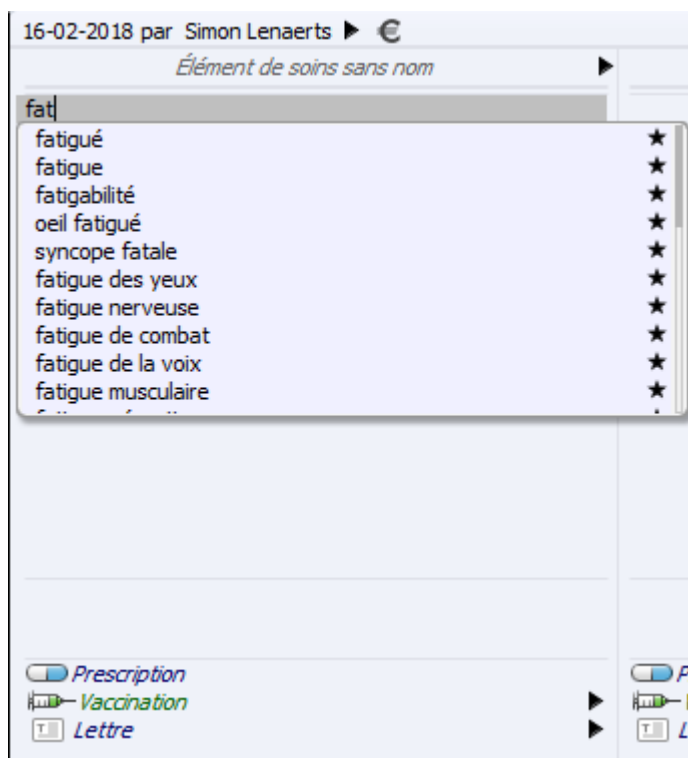 16-02-2018 par Simon Lenaerts ▶ €
Élément de soins sans nom ▶
fat
fatigué ★
fatigue ★
fatigabilité ★
oeil fatigué ★
syncope fatale ★
fatigue des yeux ★
fatigue nerveuse ★
fatigue de combat ★
fatigue de la voix ★
fatigue musculaire ★
Prescription
Vaccination ▶
Lettre ▶